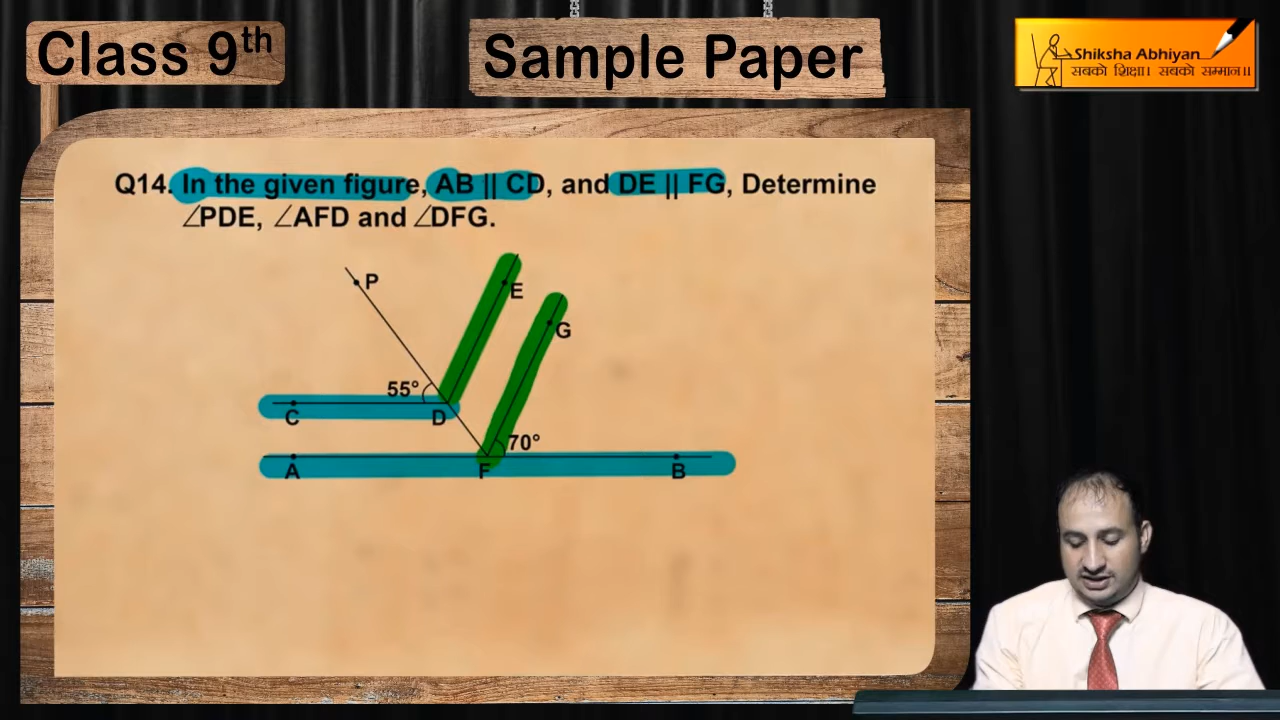 Class 9th
Sample Paper
Shiksha Abhiyan
सबको शिक्षा। सबको सम्मान।।
Q14. In the given figure, AB || CD, and DE || FG, Determine
∠PDE, ∠AFD and ∠DFG.
P
E
G
55°
C
D
70°
A
F
B